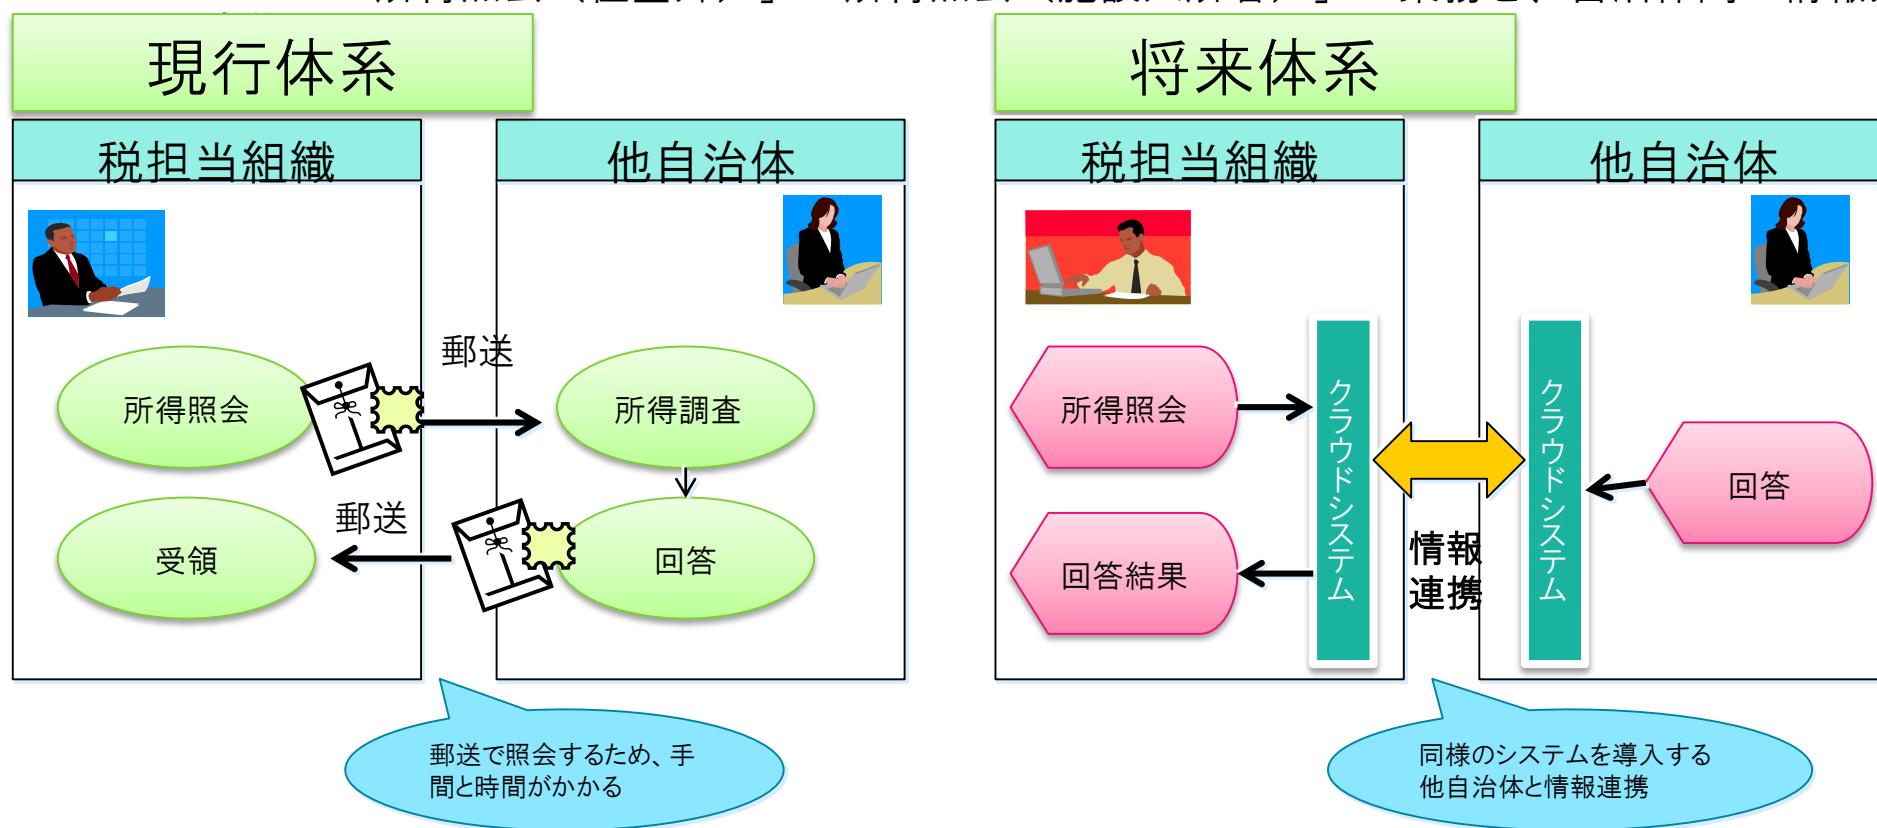 現行体系
税担当組織
他自治体
郵送
所得照会
所得調査
郵送
受領
回答
郵送で照会するため、手
間と時間がかかる
将来体系
税担当組織
他自治体
所得照会
クラウドシステム
クラウドシステム
回答
情報
連携
回答結果
同様のシステムを導入する
他自治体と情報連携